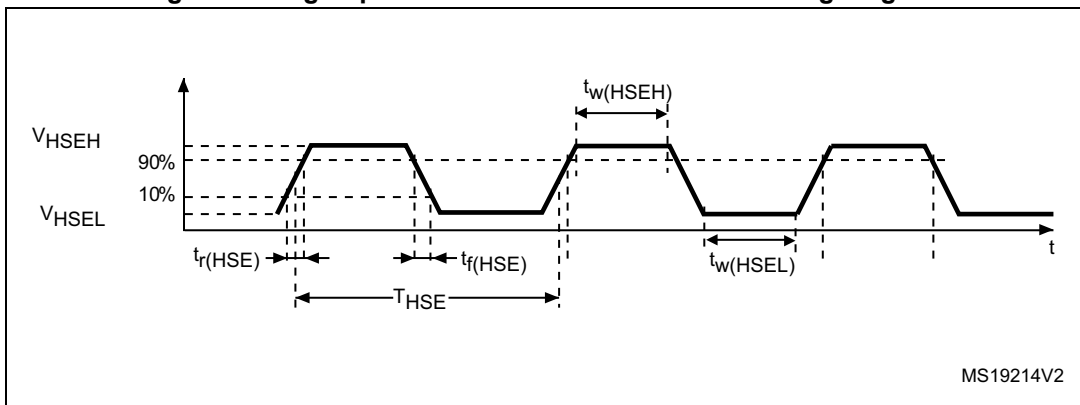 tw(HSEH)
VHSEH
90%
10%
VHSEL
tr(HSE)
tf(HSE)
tw(HSEL)
t
THSE
MS19214V2